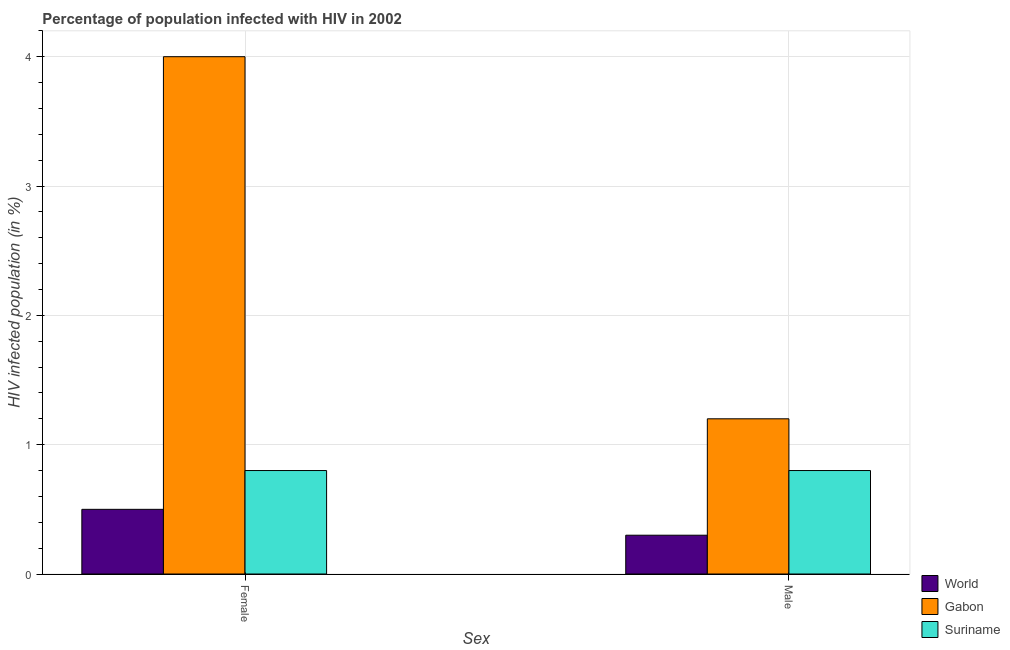 Percentage of population infected with HIV in 2002
HIV infected population (in %)
4
3
2
1
0
Female
Male
Sex
World
Gabon
Suriname